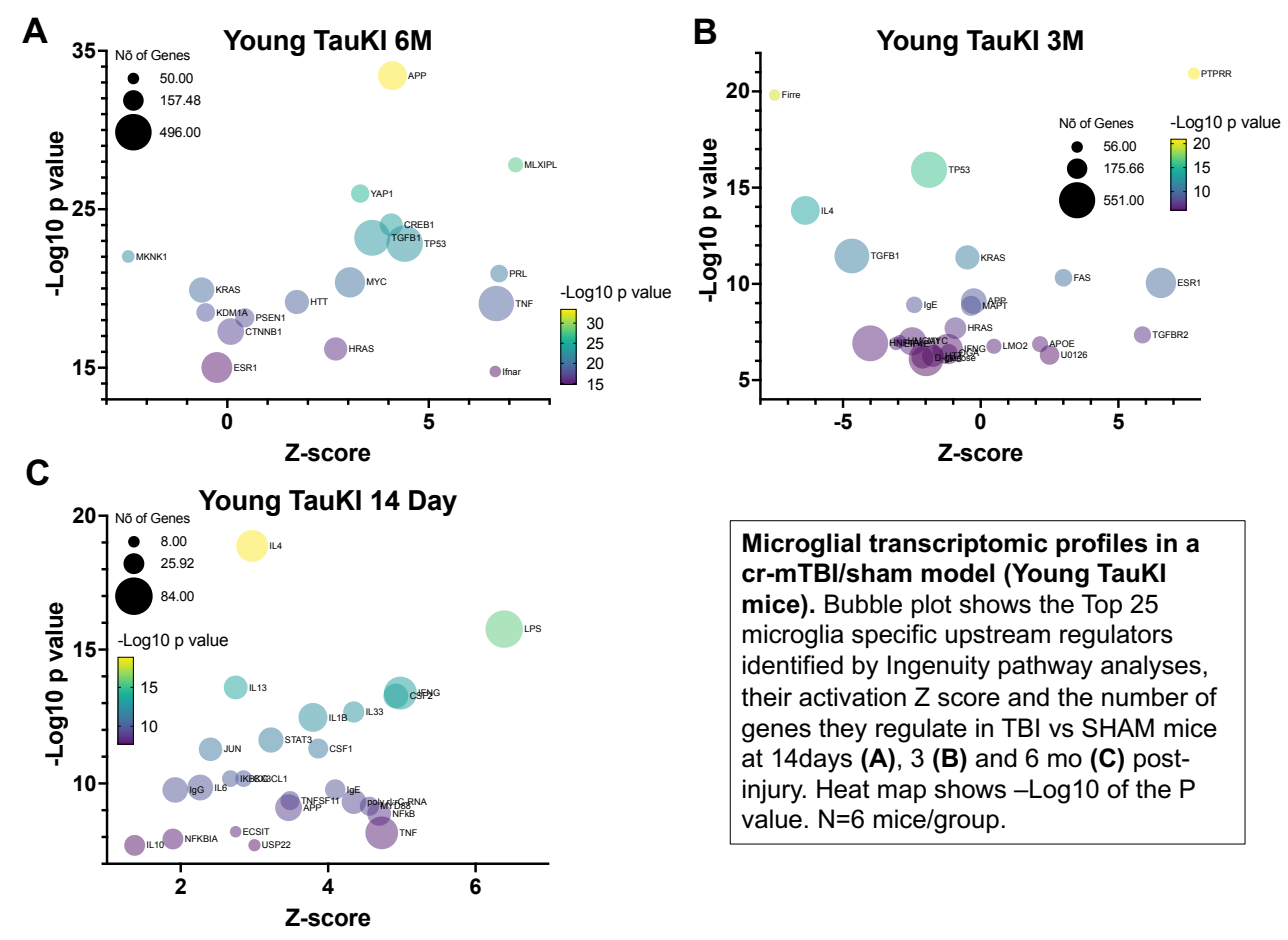 A
Young TauKI 6M
Nõ of Genes
50.00
157.48
496.00
35
25
15
-Log10 p value
APP
MLXIPL
YAP1
CREB1
TGFB1
TP53
MKNK1
PRL
KRAS
MYC
HTT
TNF
KDM1A
PSEN1
CTNNB1
HRAS
ESR1
Ifnar
-Log10 p value
30
25
20
15
0
5
Z-score
B
Young TauKI 3M
20
15
10
5
-Log10 p value
Firre
PTPRR
Nõ of Genes
56.00
175.66
551.00
-Log10 p value
20
15
10
TP53
IL4
TGFB1
KRAS
FAS
ESR1
IgE
APP
MAPT
HRAS
TGFBR2
IFNG
LMO2
APOE
U0126
-5
0
5
Z-score
C
Young TauKI 14 Day
Nõ of Genes
8.00
25.92
84.00
-Log10 p value
15
10
20
15
10
-Log10 p value
IL4
LPS
IL13
IFNG
CSF2
IL1B
IL33
STAT3
JUN
CSF1
CX3CL1
IgG
IL6
IgE
TNFSF11
APP
MYD88
NFkB
TNF
ECSIT
NFKBIA
IL10
USP22
2
4
6
Z-score
Microglial transcriptomic profiles in a
cr-mTBI/sham model (Young TauKI
mice). Bubble plot shows the Top 25
microglia specific upstream regulators
identified by Ingenuity pathway analyses,
their activation Z score and the number of
genes they regulate in TBI vs SHAM mice
at 14days (A), 3 (B) and 6 mo (C) post-
injury. Heat map shows –Log10 of the P
value. N=6 mice/group.